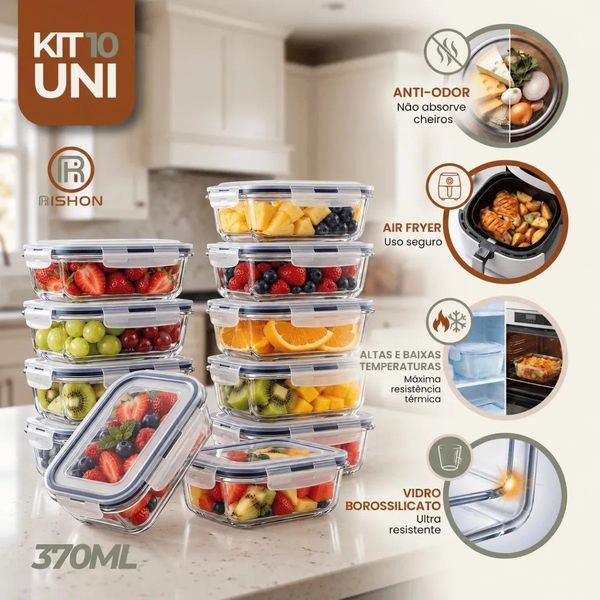 KIT 10
UNI
RISHON
ANTI-ODOR
Não absorve
cheiros
AIR FRYER
Uso seguro
ALTAS E BAIXAS
TEMPERATURAS
Máxima
resistência
térmica
VIDRO
BOROSSILICATO
Ultra
resistente
370ML